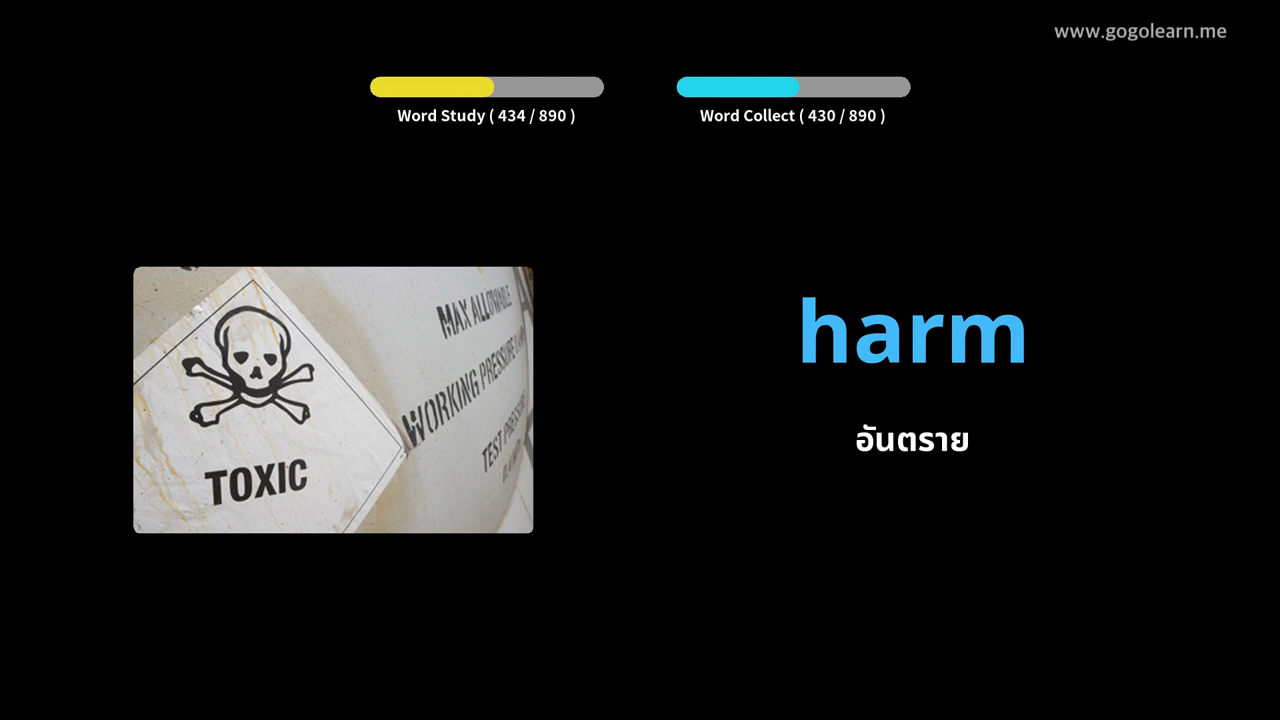 www.gogolearn.me
Word Study ( 434 / 890 )
Word Collect ( 430 / 890 )
TOXIC
MAX ALLOWABLE
WORKING PRESSURE
TEST
harm
อันตราย